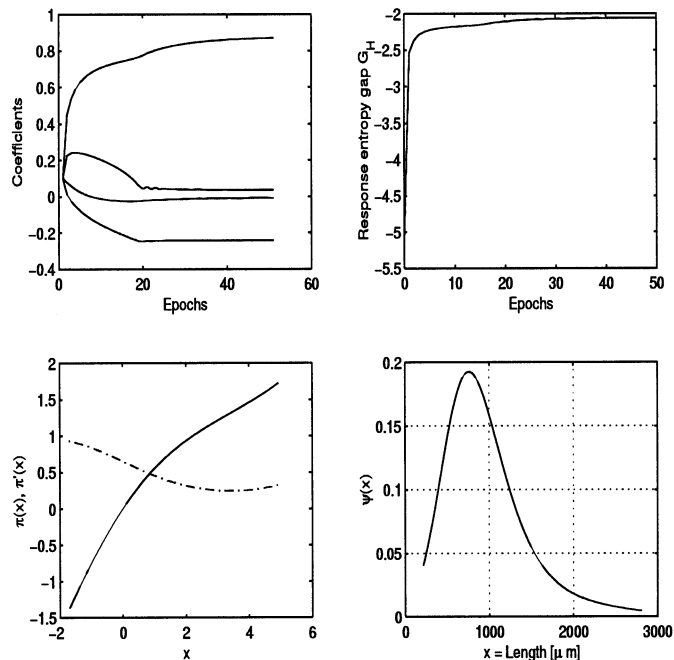 1
0.8
0.6
0.4
0.2
0
−0.2
−0.4
0 20 40 60
Coefficients
Epochs
−2
−2.5
−3
−3.5
−4
−4.5
−5
−5.5
0 10 20 30 40 50
Response entropy gap G_H
Epochs
2
1.5
1
0.5
0
−0.5
−1
−1.5
−2 0 2 4 6
π(x), π'(x)
x
0.2
0.15
0.1
0.05
0
0 1000 2000 3000
ψ(x)
x = Length [μ m]